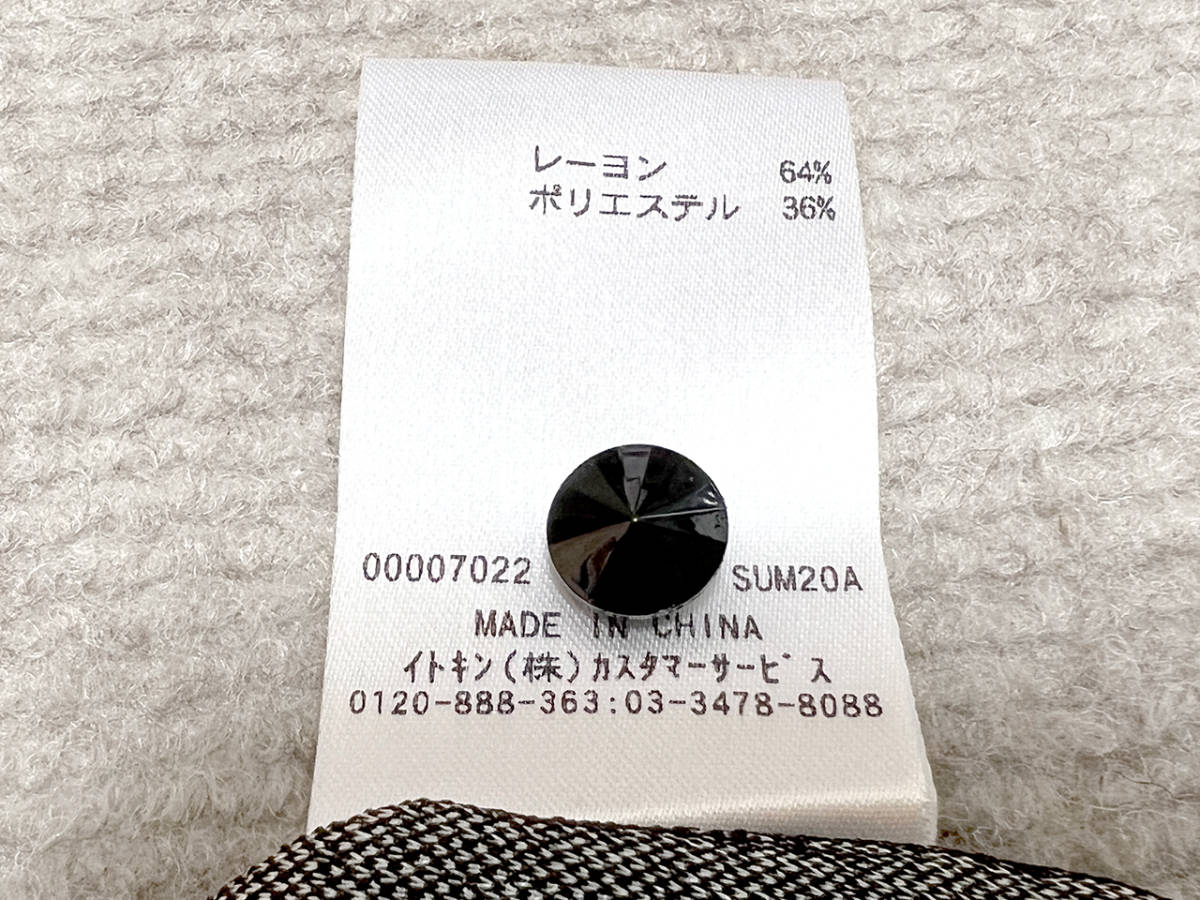 レーヨン 64%
ポリエステル 36%
00007022 SUM20A
MADE IN CHINA
イトキン(株)カスタマーサービス
0120-888-363:03-3478-8088